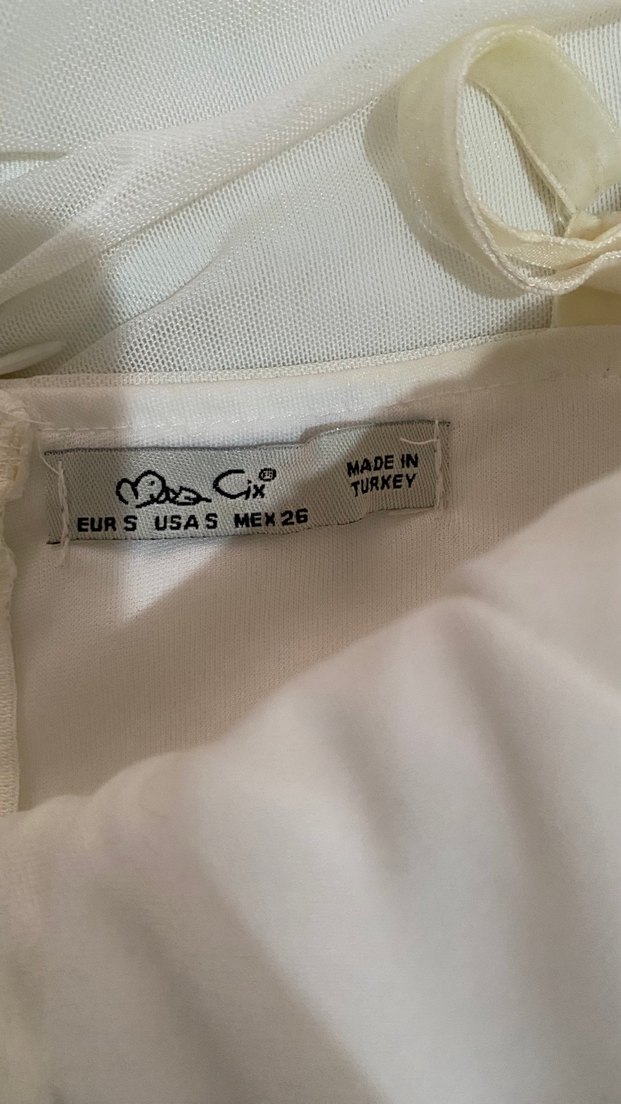 Miss Cix®
MADE IN
TURKEY
EUR S USA S MEX 26